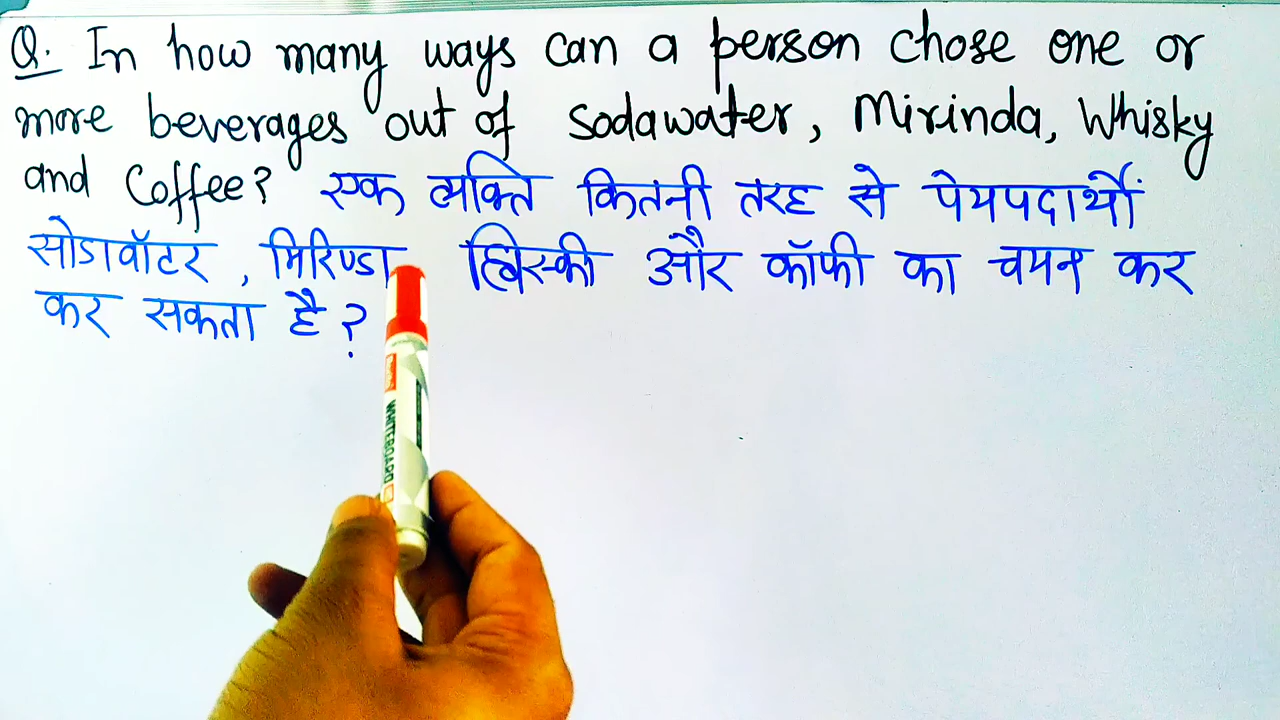 Q. In how many ways can a person chose one or
more beverages out of sodawater, Mirinda, Whisky
and Coffee? एक व्यक्ति कितनी तरह से पेयपदार्थों
सोडावॉटर, मिरिण्डा ह्विस्की और कॉफी का चयन कर
कर सकता है?
WHITEBOARD